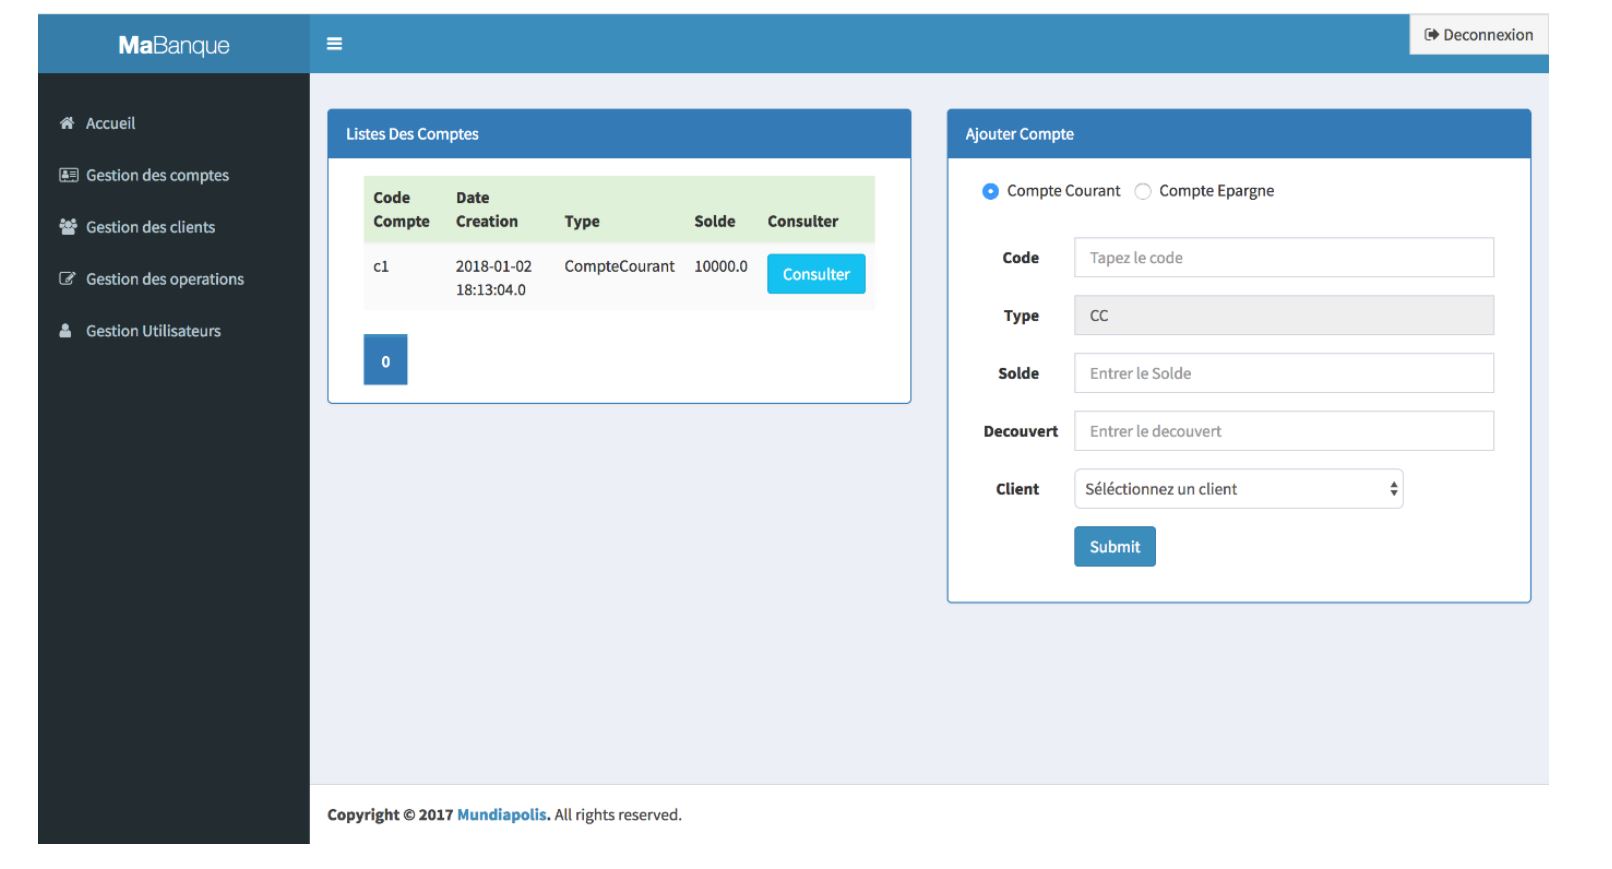 MaBanque
Deconnexion
Accueil
Gestion des comptes
Gestion des clients
Gestion des operations
Gestion Utilisateurs
Listes Des Comptes
Code Compte Date Creation Type Solde Consulter
c1 2018-01-02 18:13:04.0 CompteCourant 10000.0 Consulter
0
Ajouter Compte
Compte Courant Compte Epargne
Code Tapez le code
Type CC
Solde Entrer le Solde
Decouvert Entrer le decouvert
Client Séléctionnez un client
Submit
Copyright © 2017 Mundiapolis. All rights reserved.